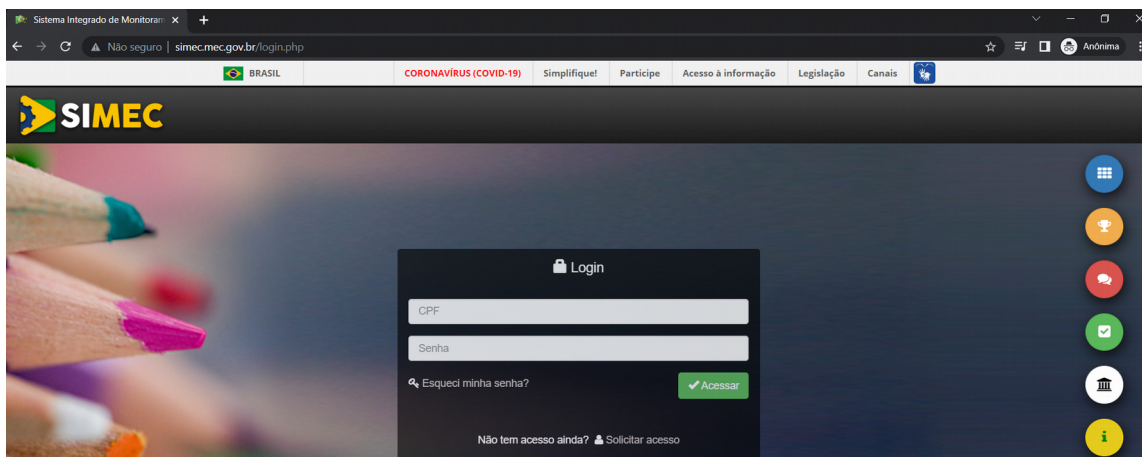 Sistema Integrado de Monitoram
Não seguro | simec.mec.gov.br/login.php
Anônima
BRASIL CORONAVÍRUS (COVID-19) Simplifique! Participe Acesso à informação Legislação Canais
SIMEC
Login
CPF
Senha
Esqueci minha senha?
Acessar
Não tem acesso ainda? Solicitar acesso